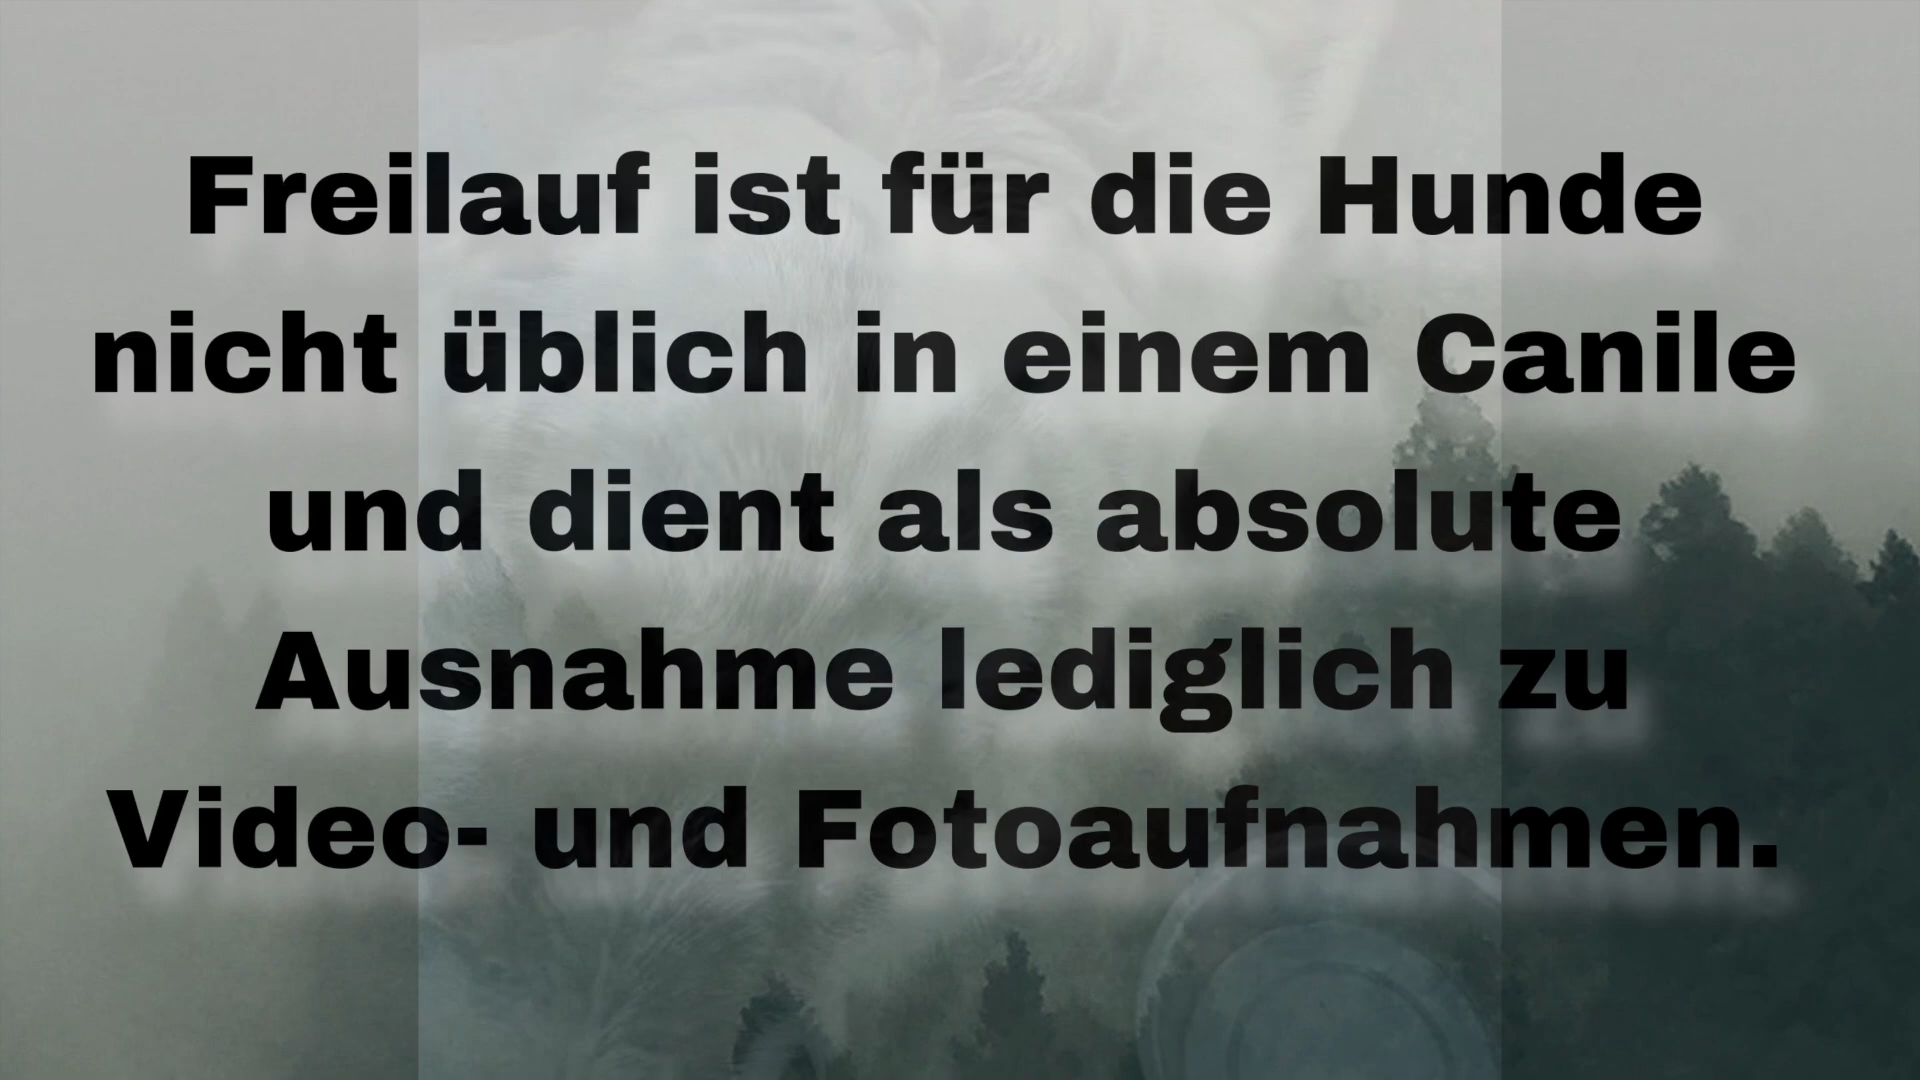 Freilauf ist für die Hunde
nicht üblich in einem Canile
und dient als absolute
Ausnahme lediglich zu
Video- und Fotoaufnahmen.